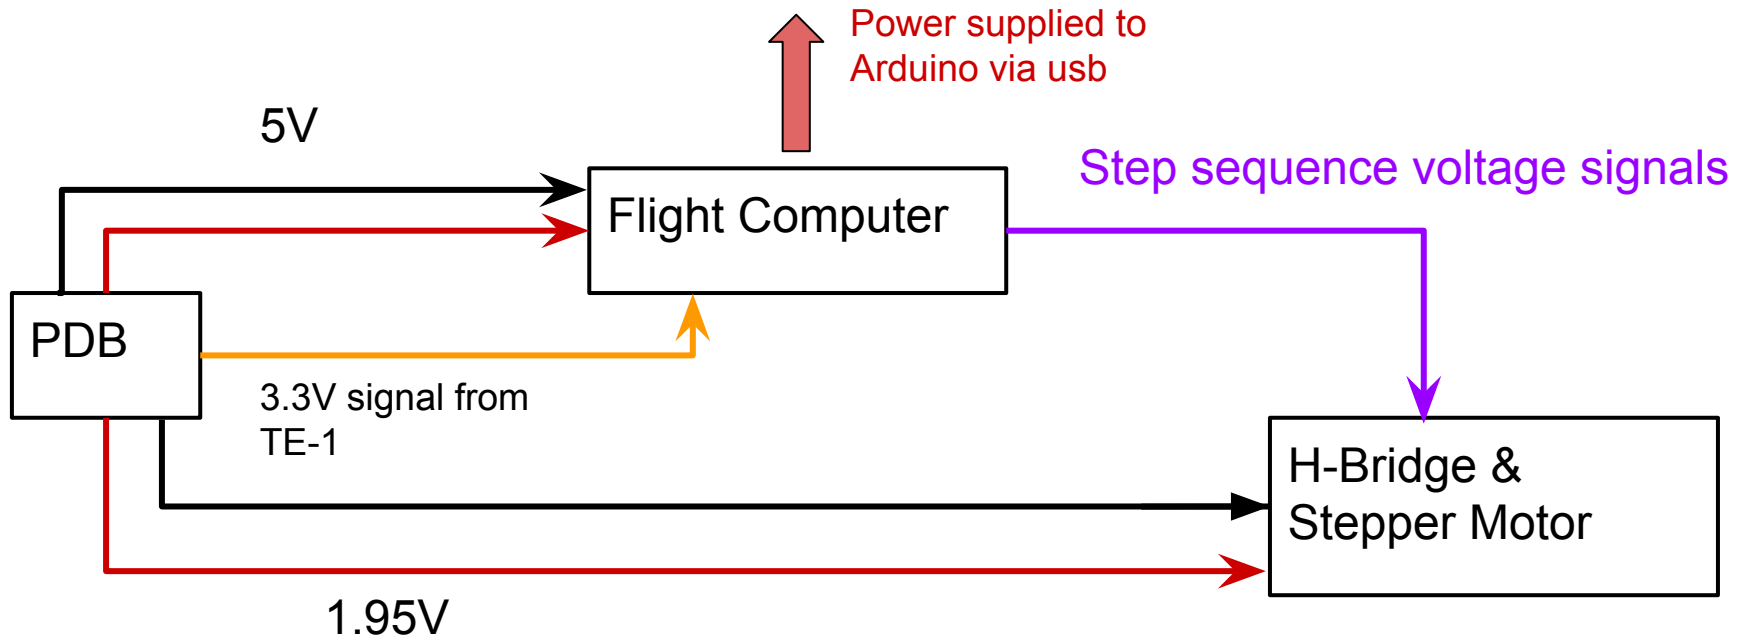 Power supplied to
Arduino via usb
5V
Step sequence voltage signals
Flight Computer
PDB
3.3V signal from
TE-1
H-Bridge &
Stepper Motor
1.95V